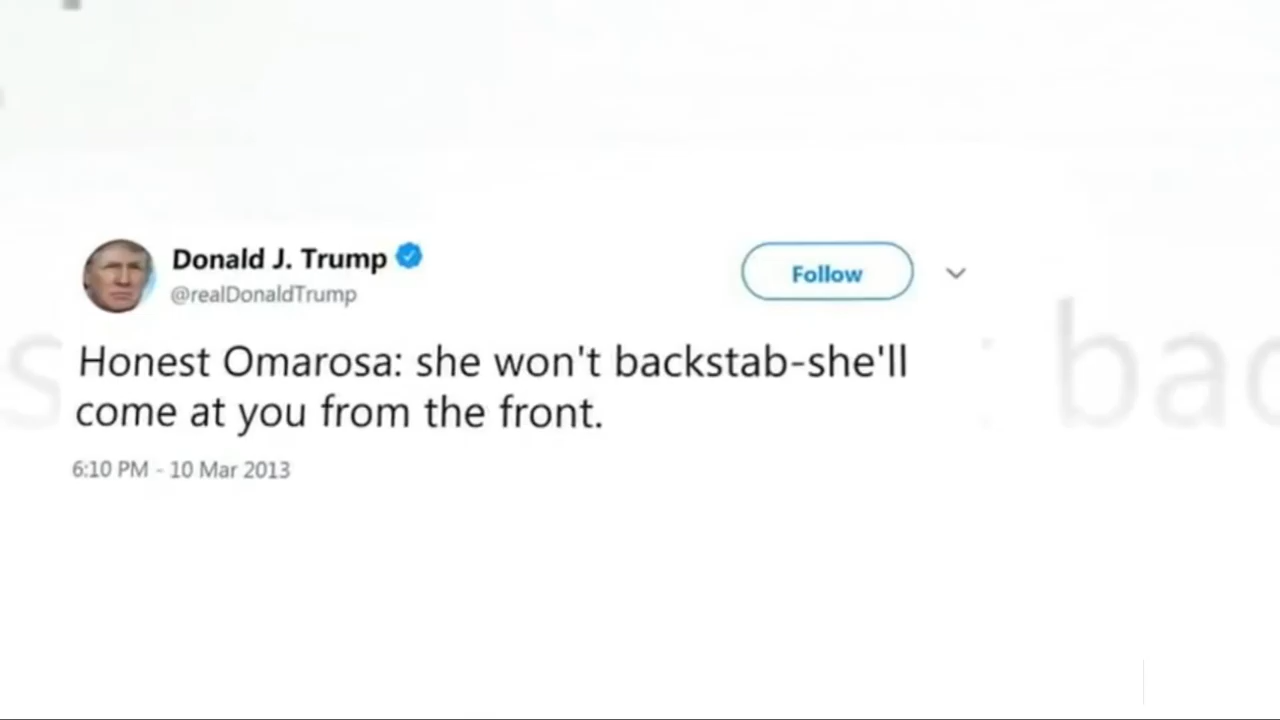 Donald J. Trump
@realDonaldTrump
Follow
Honest Omarosa: she won't backstab-she'll
come at you from the front.
6:10 PM - 10 Mar 2013